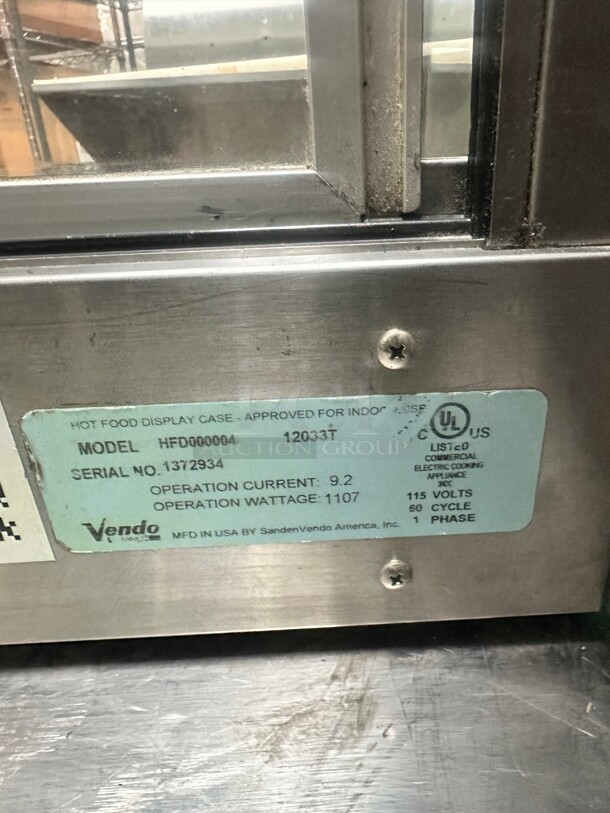 HOT FOOD DISPLAY CASE - APPROVED FOR INDOOR USE
MODEL HFD000004 12033T
SERIAL NO. 1372934
OPERATION CURRENT: 9.2
OPERATION WATTAGE: 1107
C UL US
LISTED
COMMERCIAL
ELECTRIC COOKING
APPLIANCE
115 VOLTS
60 CYCLE
1 PHASE
Vendo
MFD IN USA BY SandenVendo America, Inc.
AUCTION GROUP